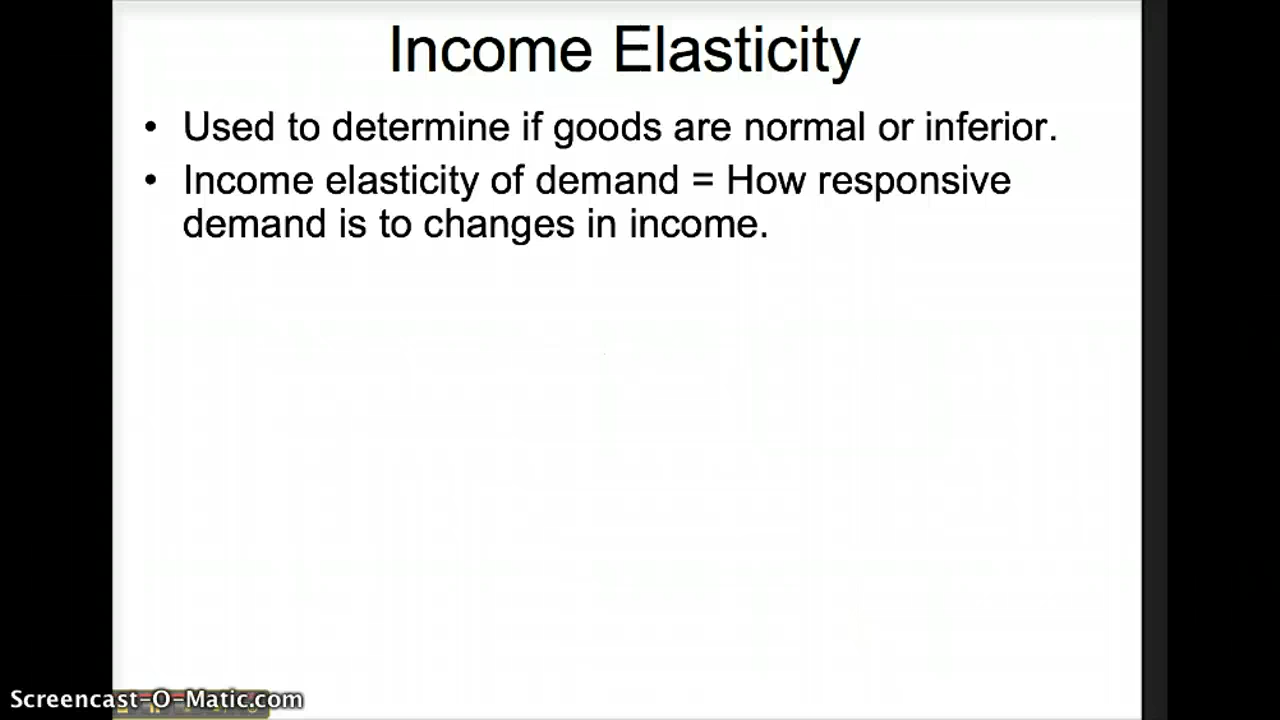 Income Elasticity
• Used to determine if goods are normal or inferior.
• Income elasticity of demand = How responsive
demand is to changes in income.
Screencast-O-Matic.com